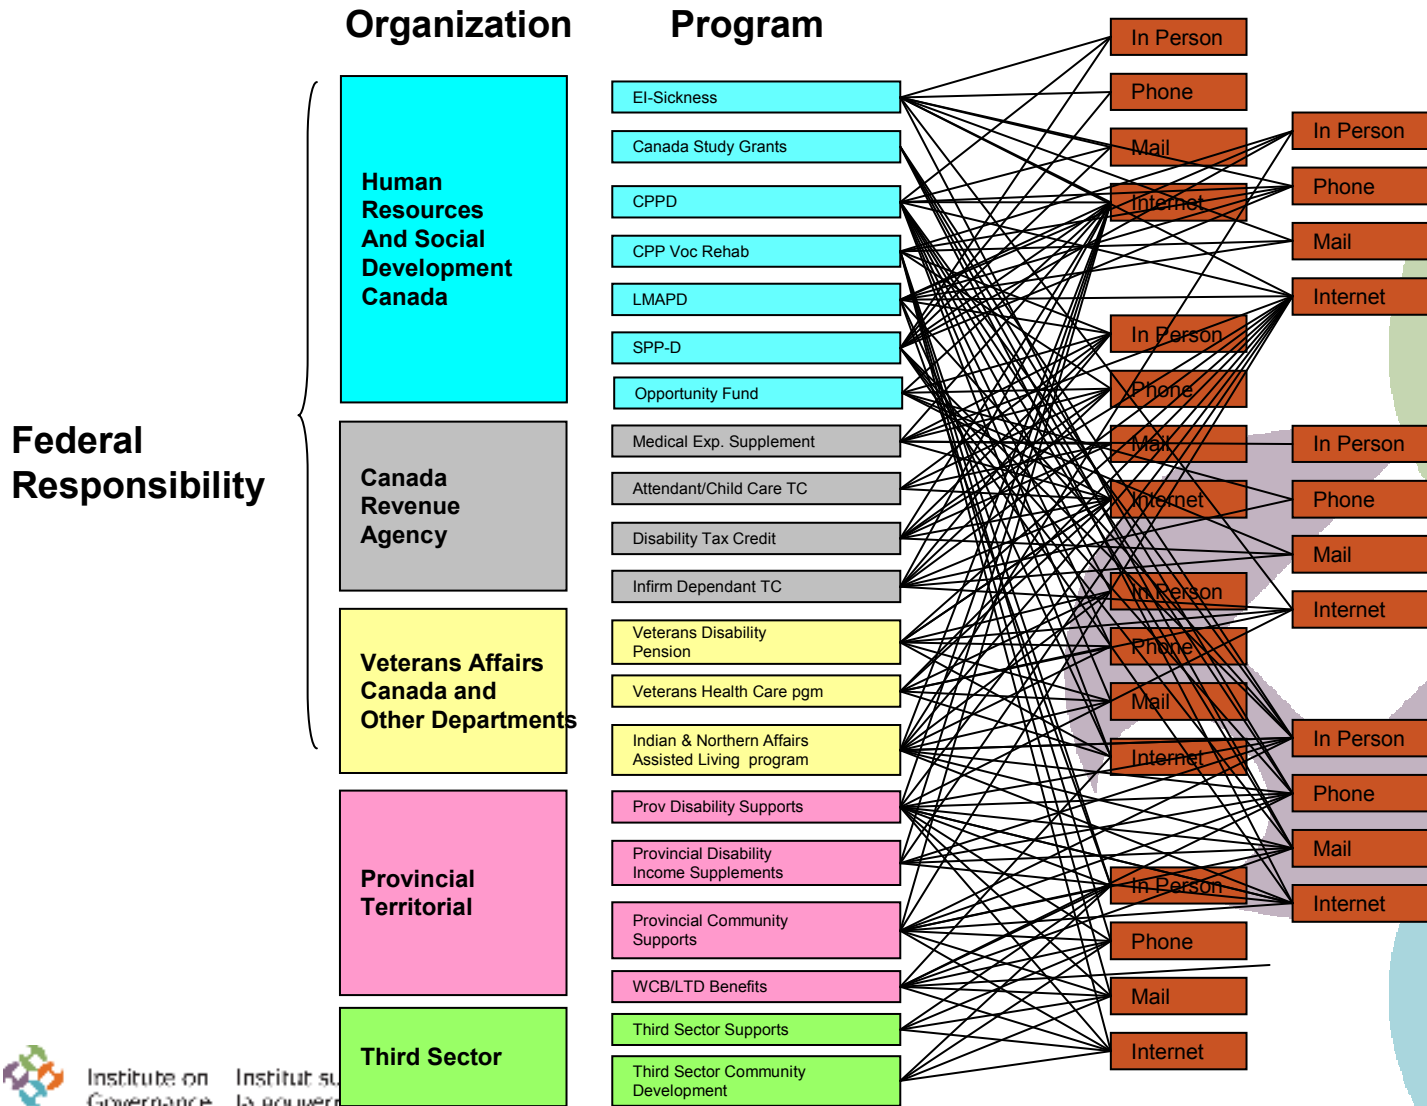 Organization
Program
Federal
Responsibility
Human
Resources
And Social
Development
Canada
Canada
Revenue
Agency
Veterans Affairs
Canada and
Other Departments
Provincial
Territorial
Third Sector
EI-Sickness
Canada Study Grants
CPPD
CPP Voc Rehab
LMAPD
SPP-D
Opportunity Fund
Medical Exp. Supplement
Attendant/Child Care TC
Disability Tax Credit
Infirm Dependant TC
Veterans Disability
Pension
Veterans Health Care pgm
Indian & Northern Affairs
Assisted Living program
Prov Disability Supports
Provincial Disability
Income Supplements
Provincial Community
Supports
WCB/LTD Benefits
Third Sector Supports
Third Sector Community
Development
In Person
Phone
Mail
Internet
In Person
Phone
Mail
Internet
In Person
Phone
Mail
Internet
In Person
Phone
Mail
Internet
In Person
Phone
Mail
Internet
In Person
Phone
Mail
Internet
In Person
Phone
Mail
Internet
Institute on
Governance
Institut su
la gouvern